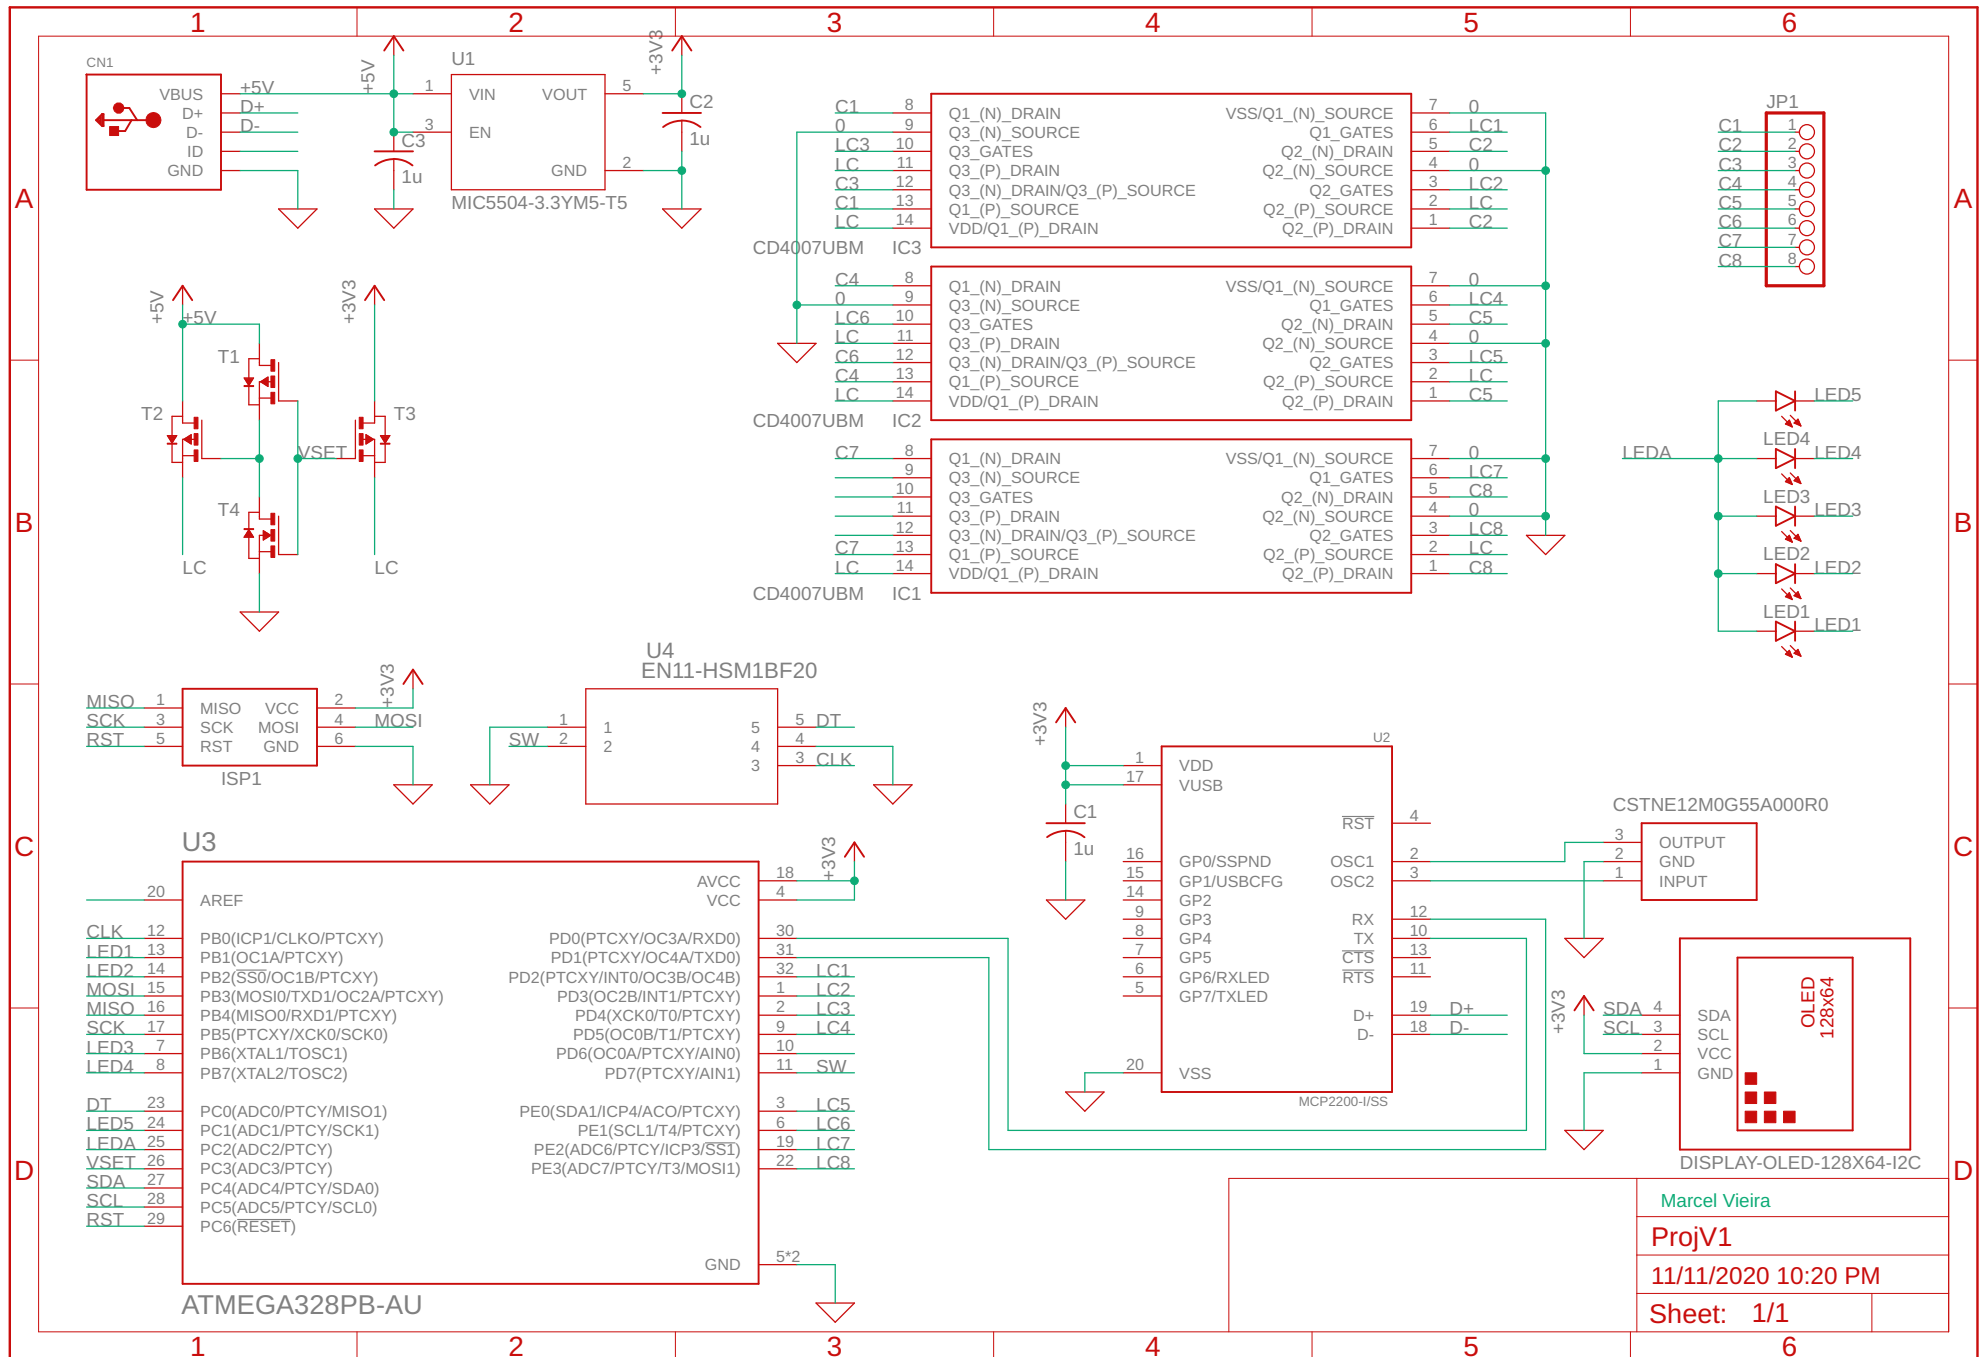 1 2 3 4 5 6
A
B
C
D
A
B
C
D
CN1
VBUS +5V
D+ D+
D- D-
ID
GND
+5V
U1
1 VIN VOUT 5
3 EN
GND 2
MIC5504-3.3YM5-T5
C3
1u
+3V3
C2
1u
C1 8 Q1_(N)_DRAIN VSS/Q1_(N)_SOURCE 7 0
0 9 Q3_(N)_SOURCE Q1_GATES 6 LC1
LC3 10 Q3_GATES Q2_(N)_DRAIN 5 C2
LC 11 Q3_(P)_DRAIN Q2_(N)_SOURCE 4 0
C3 12 Q3_(N)_DRAIN/Q3_(P)_SOURCE Q2_GATES 3 LC2
C1 13 Q1_(P)_SOURCE Q2_(P)_SOURCE 2 LC
LC 14 VDD/Q1_(P)_DRAIN Q2_(P)_DRAIN 1 C2
CD4007UBM IC3
C4 8 Q1_(N)_DRAIN VSS/Q1_(N)_SOURCE 7 0
0 9 Q3_(N)_SOURCE Q1_GATES 6 LC4
LC6 10 Q3_GATES Q2_(N)_DRAIN 5 C5
LC 11 Q3_(P)_DRAIN Q2_(N)_SOURCE 4 0
C6 12 Q3_(N)_DRAIN/Q3_(P)_SOURCE Q2_GATES 3 LC5
C4 13 Q1_(P)_SOURCE Q2_(P)_SOURCE 2 LC
LC 14 VDD/Q1_(P)_DRAIN Q2_(P)_DRAIN 1 C5
CD4007UBM IC2
C7 8 Q1_(N)_DRAIN VSS/Q1_(N)_SOURCE 7 0
9 Q3_(N)_SOURCE Q1_GATES 6 LC7
10 Q3_GATES Q2_(N)_DRAIN 5 C8
11 Q3_(P)_DRAIN Q2_(N)_SOURCE 4 0
12 Q3_(N)_DRAIN/Q3_(P)_SOURCE Q2_GATES 3 LC8
C7 13 Q1_(P)_SOURCE Q2_(P)_SOURCE 2 LC
LC 14 VDD/Q1_(P)_DRAIN Q2_(P)_DRAIN 1 C8
CD4007UBM IC1
JP1
C1 1
C2 2
C3 3
C4 4
C5 5
C6 6
C7 7
C8 8
+5V
+5V
+3V3
T1
T2
T3
VSET
T4
LC
LC
LED5
LED4
LEDA LED4
LED3
LED3
LED2
LED2
LED1
LED1
MISO 1 MISO VCC 2
SCK 3 SCK MOSI 4 MOSI
RST 5 RST GND 6
+3V3
ISP1
U4
EN11-HSM1BF20
1 1 5 5 DT
SW 2 2 4 4
3 3 CLK
+3V3
C1
1u
U2
1 VDD
17 VUSB
RST 4
16 GP0/SSPND OSC1 2
15 GP1/USBCFG OSC2 3
14 GP2
9 GP3 RX 12
8 GP4 TX 10
7 GP5 CTS 13
6 GP6/RXLED RTS 11
5 GP7/TXLED
D+ 19 D+
D- 18 D-
20 VSS
MCP2200-I/SS
CSTNE12M0G55A000R0
3 OUTPUT
2 GND
1 INPUT
U3
+3V3
AVCC 18
20 AREF VCC 4
CLK 12 PB0(ICP1/CLKO/PTCXY) PD0(PTCXY/OC3A/RXD0) 30
LED1 13 PB1(OC1A/PTCXY) PD1(PTCXY/OC4A/TXD0) 31
LED2 14 PB2(SS0/OC1B/PTCXY) PD2(PTCXY/INT0/OC3B/OC4B) 32 LC1
MOSI 15 PB3(MOSI0/TXD1/OC2A/PTCXY) PD3(OC2B/INT1/PTCXY) 1 LC2
MISO 16 PB4(MISO0/RXD1/PTCXY) PD4(XCK0/T0/PTCXY) 2 LC3
SCK 17 PB5(PTCXY/XCK0/SCK0) PD5(OC0B/T1/PTCXY) 9 LC4
LED3 7 PB6(XTAL1/TOSC1) PD6(OC0A/PTCXY/AIN0) 10
LED4 8 PB7(XTAL2/TOSC2) PD7(PTCXY/AIN1) 11 SW
DT 23 PC0(ADC0/PTCY/MISO1) PE0(SDA1/ICP4/ACO/PTCXY) 3 LC5
LED5 24 PC1(ADC1/PTCY/SCK1) PE1(SCL1/T4/PTCXY) 6 LC6
LEDA 25 PC2(ADC2/PTCY) PE2(ADC6/PTCY/ICP3/SS1) 19 LC7
VSET 26 PC3(ADC3/PTCY) PE3(ADC7/PTCY/T3/MOSI1) 22 LC8
SDA 27 PC4(ADC4/PTCY/SDA0)
SCL 28 PC5(ADC5/PTCY/SCL0)
RST 29 PC6(RESET)
GND 5*2
ATMEGA328PB-AU
+3V3
SDA 4 SDA
SCL 3 SCL
2 VCC
1 GND
OLED
128x64
DISPLAY-OLED-128X64-I2C
Marcel Vieira
ProjV1
11/11/2020 10:20 PM
Sheet: 1/1
1 2 3 4 5 6